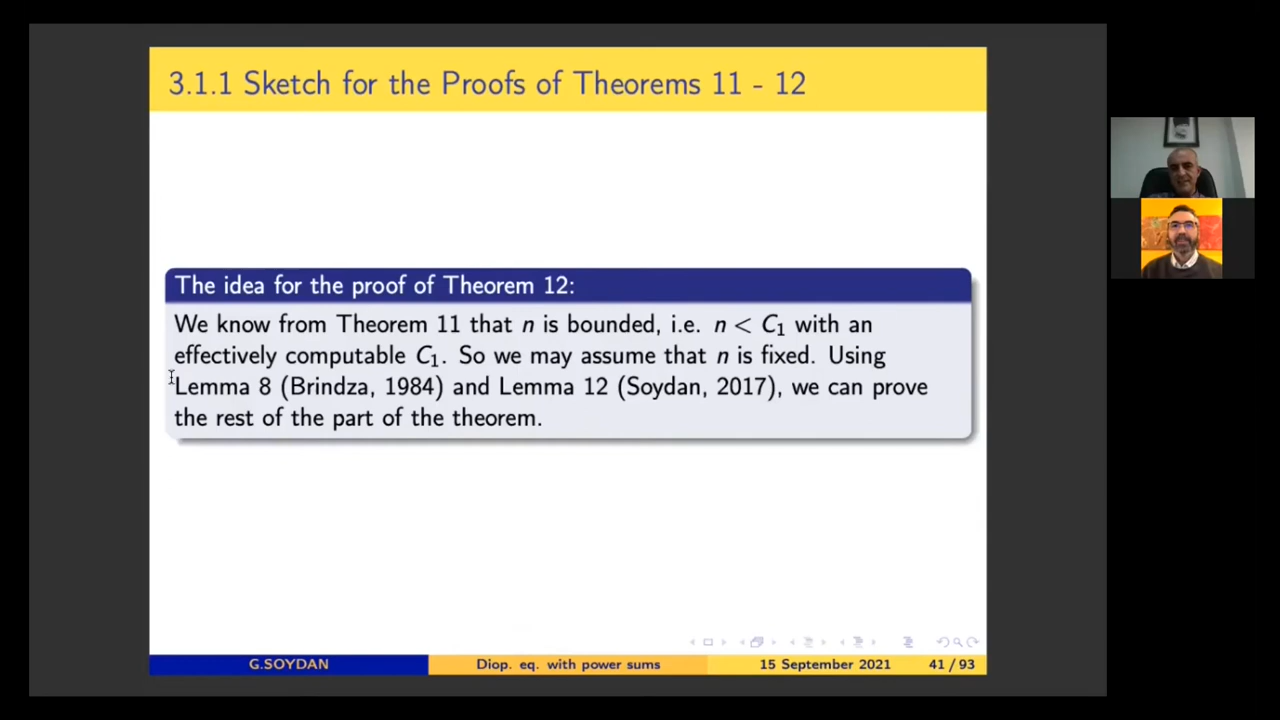 3.1.1 Sketch for the Proofs of Theorems 11 - 12
The idea for the proof of Theorem 12:
We know from Theorem 11 that n is bounded, i.e. n < C₁ with an
effectively computable C₁. So we may assume that n is fixed. Using
Lemma 8 (Brindza, 1984) and Lemma 12 (Soydan, 2017), we can prove
the rest of the part of the theorem.
G.SOYDAN Diop. eq. with power sums 15 September 2021 41 / 93